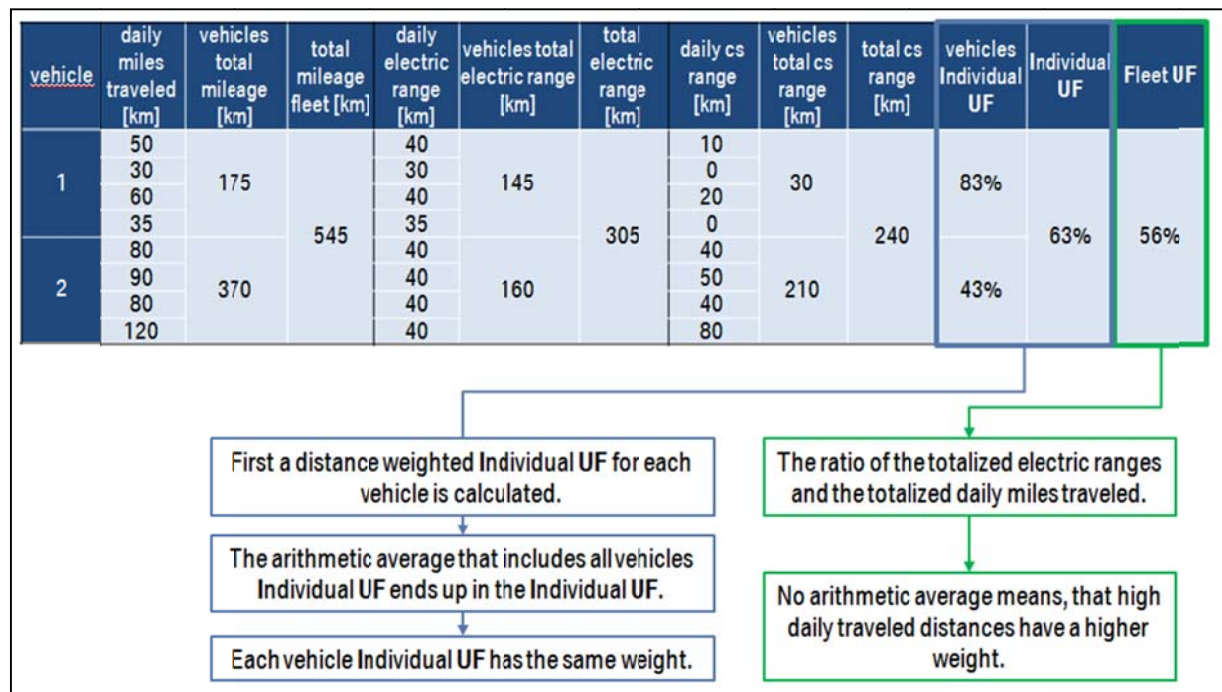 vehicle daily miles traveled [km] vehicles total mileage [km] total mileage fleet [km] daily electric range [km] vehicles total electric range [km] total electric range [km] daily cs range [km] vehicles total cs range [km] total cs range [km] vehicles Individual UF Individual UF Fleet UF
1 50 175 545 40 145 305 10 30 240 83% 63% 56%
30 30 0
60 40 20
35 35 0
2 80 370 40 160 40 210 43%
90 40 50
80 40 40
120 40 80
First a distance weighted Individual UF for each
vehicle is calculated.
The arithmetic average that includes all vehicles
Individual UF ends up in the Individual UF.
Each vehicle Individual UF has the same weight.
The ratio of the totalized electric ranges
and the totalized daily miles traveled.
No arithmetic average means, that high
daily traveled distances have a higher
weight.